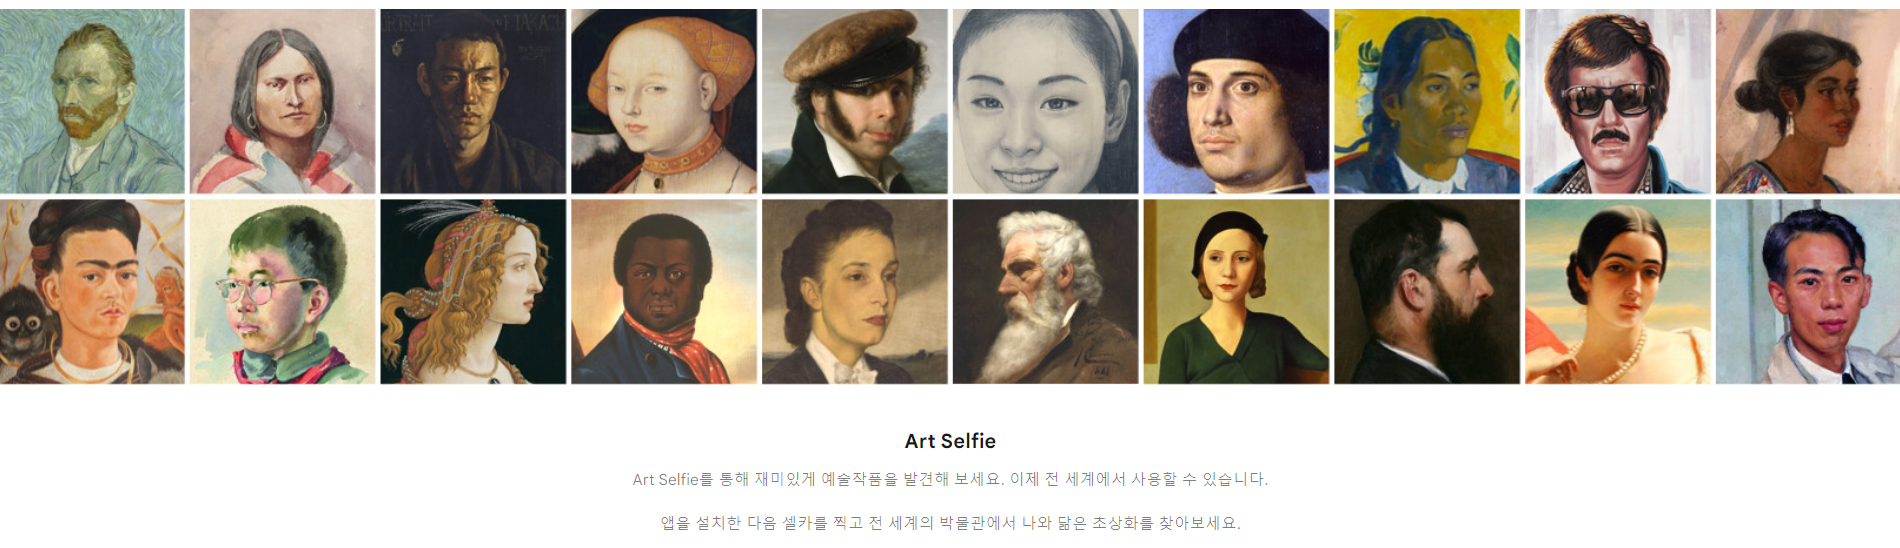 Art Selfie
Art Selfie를 통해 재미있게 예술작품을 발견해 보세요. 이제 전 세계에서 사용할 수 있습니다.
앱을 설치한 다음 셀카를 찍고 전 세계의 박물관에서 나와 닮은 초상화를 찾아보세요.